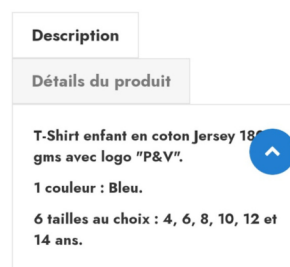 Description
Détails du produit
T-Shirt enfant en coton Jersey
gms avec logo "P&V".
1 couleur : Bleu.
6 tailles au choix : 4, 6, 8, 10, 12 et
14 ans.